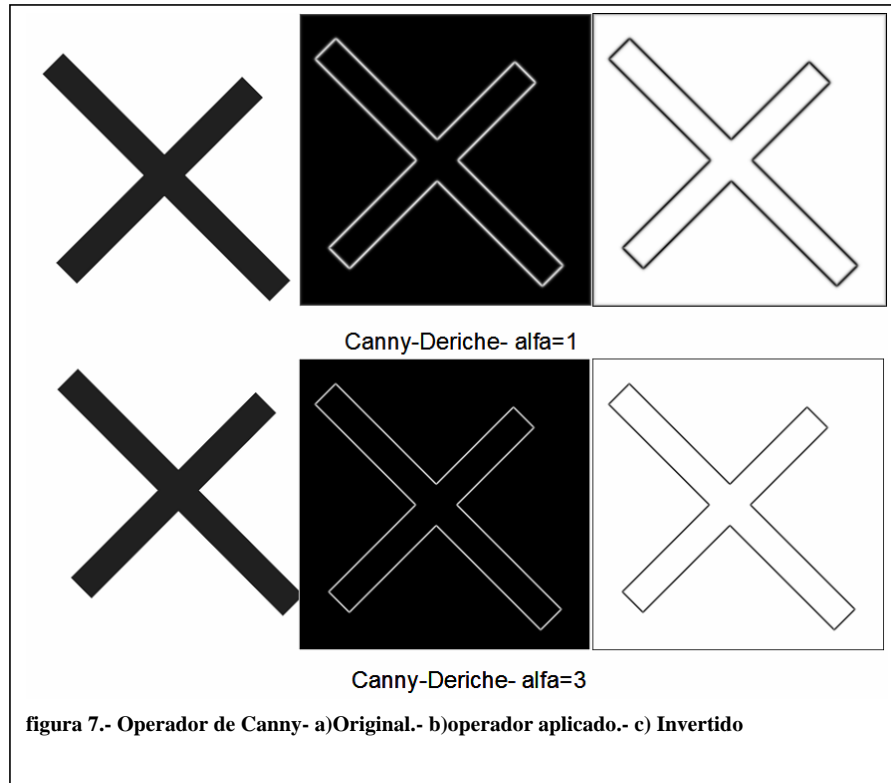 Canny-Deriche- alfa=1
Canny-Deriche- alfa=3
figura 7.- Operador de Canny- a)Original.- b)operador aplicado.- c) Invertido